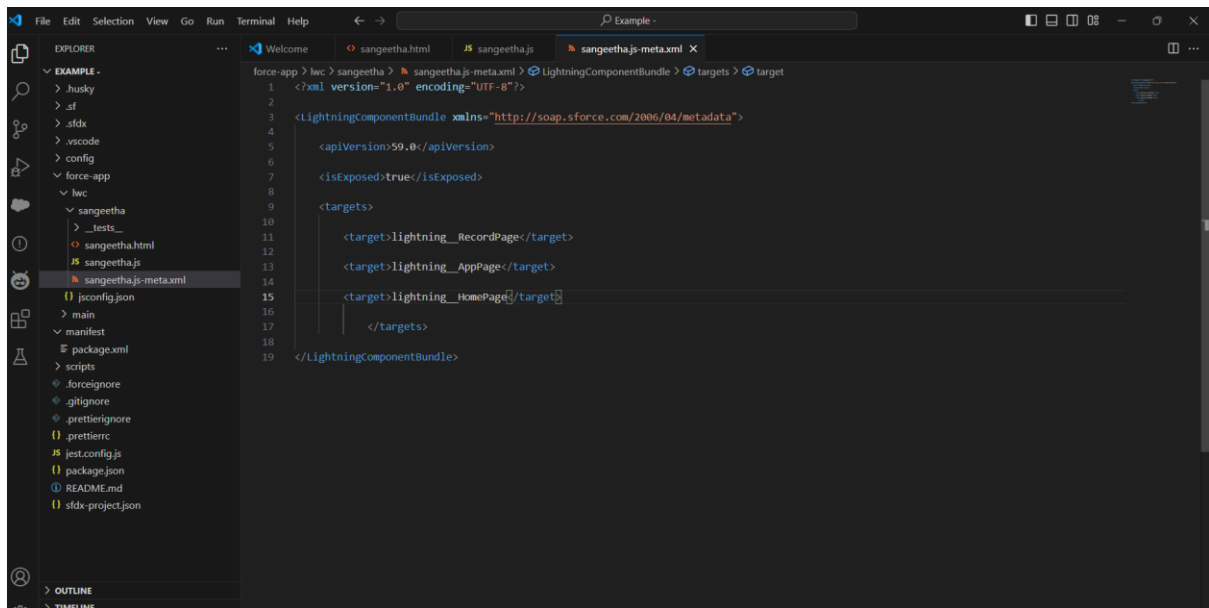 File Edit Selection View Go Run Terminal Help Example -
EXPLORER
Welcome sangeetha.html JS sangeetha.js sangeetha.js-meta.xml
EXAMPLE -
force-app > lwc > sangeetha > sangeetha.js-meta.xml > LightningComponentBundle > targets > target
.husky
.sf
.sfdx
.vscode
config
force-app
lwc
sangeetha
__tests__
sangeetha.html
JS sangeetha.js
sangeetha.js-meta.xml
{} jsconfig.json
main
manifest
package.xml
scripts
.forceignore
.gitignore
.prettierignore
{} .prettierrc
JS jest.config.js
{} package.json
README.md
{} sfdx-project.json
OUTLINE
TIMELINE
1 <?xml version="1.0" encoding="UTF-8"?>
2
3 <LightningComponentBundle xmlns="http://soap.sforce.com/2006/04/metadata">
4
5 <apiVersion>59.0</apiVersion>
6
7 <isExposed>true</isExposed>
8
9 <targets>
10
11 <target>lightning__RecordPage</target>
12
13 <target>lightning__AppPage</target>
14
15 <target>lightning__HomePage</target>
16
17 </targets>
18
19 </LightningComponentBundle>